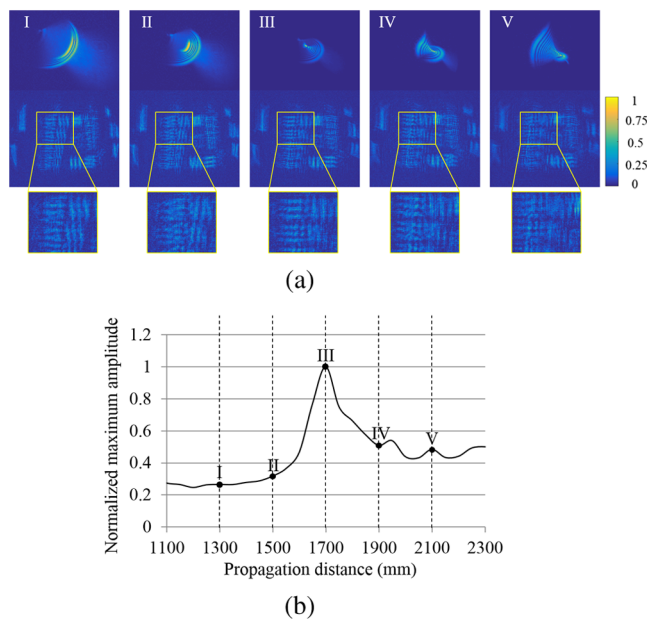 I II III IV V
1
0.75
0.5
0.25
0
(a)
Normalized maximum amplitude
1.2
1
0.8
0.6
0.4
0.2
0
III
IV
V
II
I
1100 1300 1500 1700 1900 2100 2300
Propagation distance (mm)
(b)